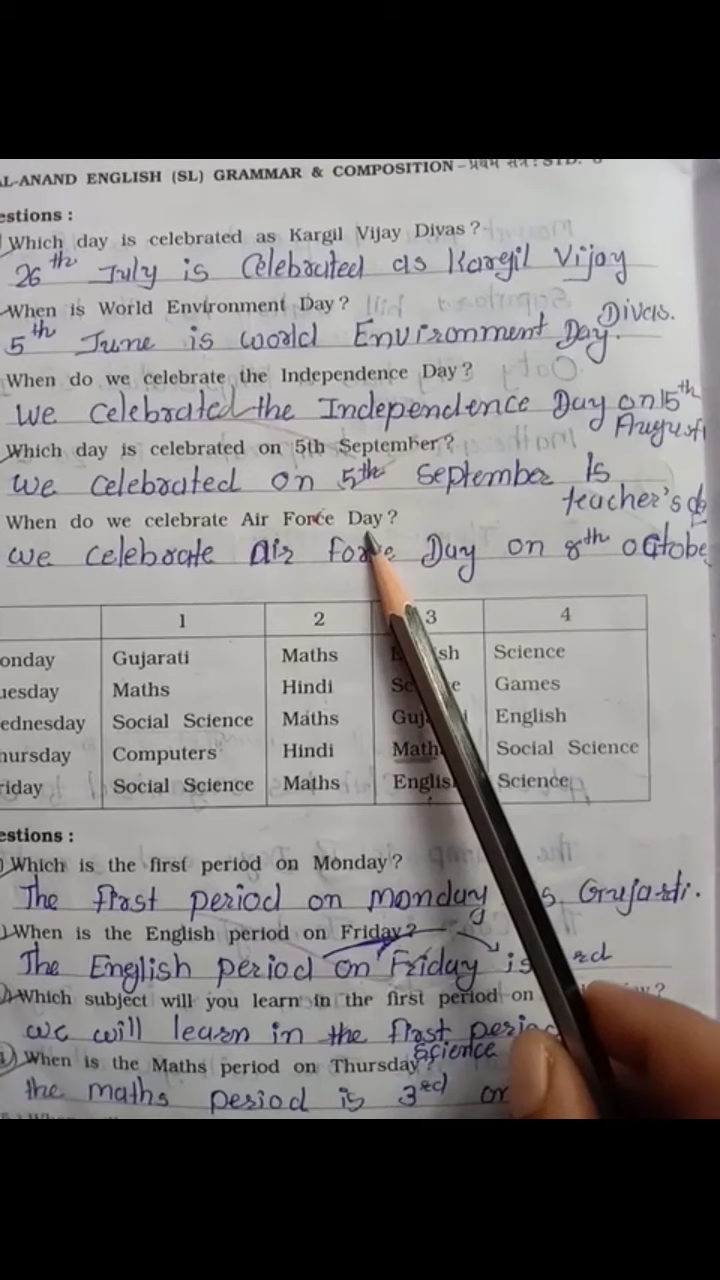 AL-ANAND ENGLISH (SL) GRAMMAR & COMPOSITION – પ્રથમ સત્ર : STD.
estions :
Which day is celebrated as Kargil Vijay Divas ?
26th July is Celebrated as Kargil Vijay
Divas.
When is World Environment Day ?
5th June is world Environment Day.
When do we celebrate the Independence Day ?
We Celebrated the Independence Day on 15th
August
Which day is celebrated on 5th September ?
We celebrated on 5th September Is
teacher's
When do we celebrate Air Force Day ?
We celebrate Air Day on 8th
1 2 3 4
onday Gujarati Maths Science
uesday Maths Hindi Games
ednesday Social Science Maths English
hursday Computers Hindi Math Social Science
riday Social Science Maths Englis Science
estions :
Which is the first period on Monday ?
The first period on monday
When is the English period on Friday ?
The English period on Friday is rd
Which subject will you learn in the first period on
we will learn in the first
Science
When is the Maths period on Thursday ?
the maths period is 3rd